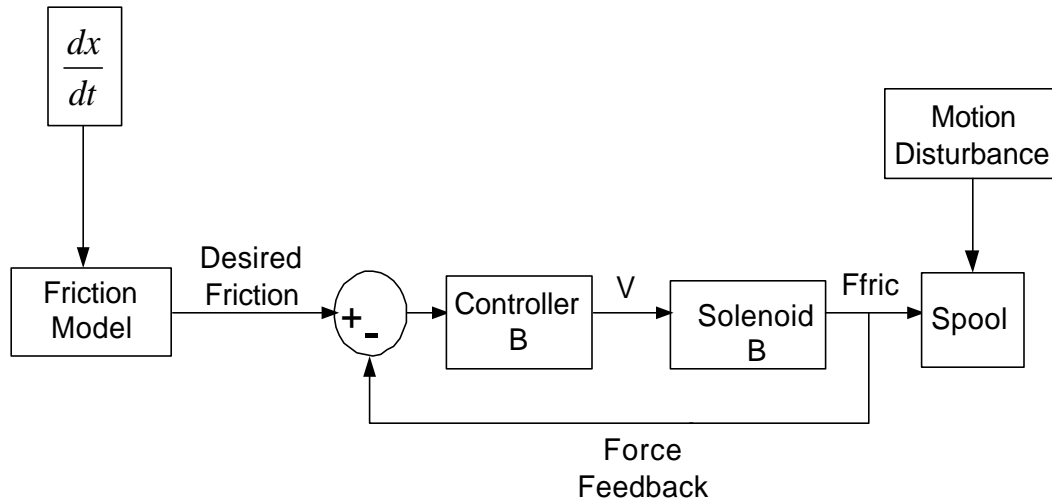 dx
dt
Motion
Disturbance
Desired
Friction
Friction
Model
+
-
Controller
B
V
Solenoid
B
Ffric
Spool
Force
Feedback